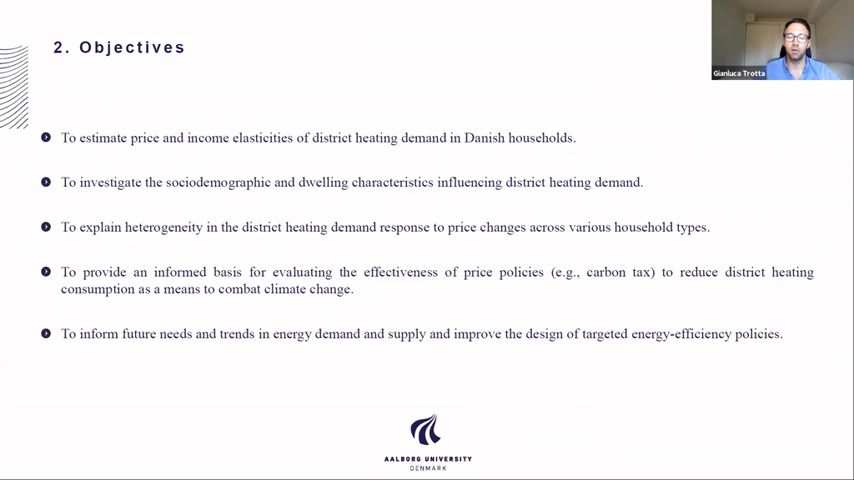 2. Objectives
Gianluca Trotta
To estimate price and income elasticities of district heating demand in Danish households.
To investigate the sociodemographic and dwelling characteristics influencing district heating demand.
To explain heterogeneity in the district heating demand response to price changes across various household types.
To provide an informed basis for evaluating the effectiveness of price policies (e.g., carbon tax) to reduce district heating
consumption as a means to combat climate change.
To inform future needs and trends in energy demand and supply and improve the design of targeted energy-efficiency policies.
AALBORG UNIVERSITY
DENMARK